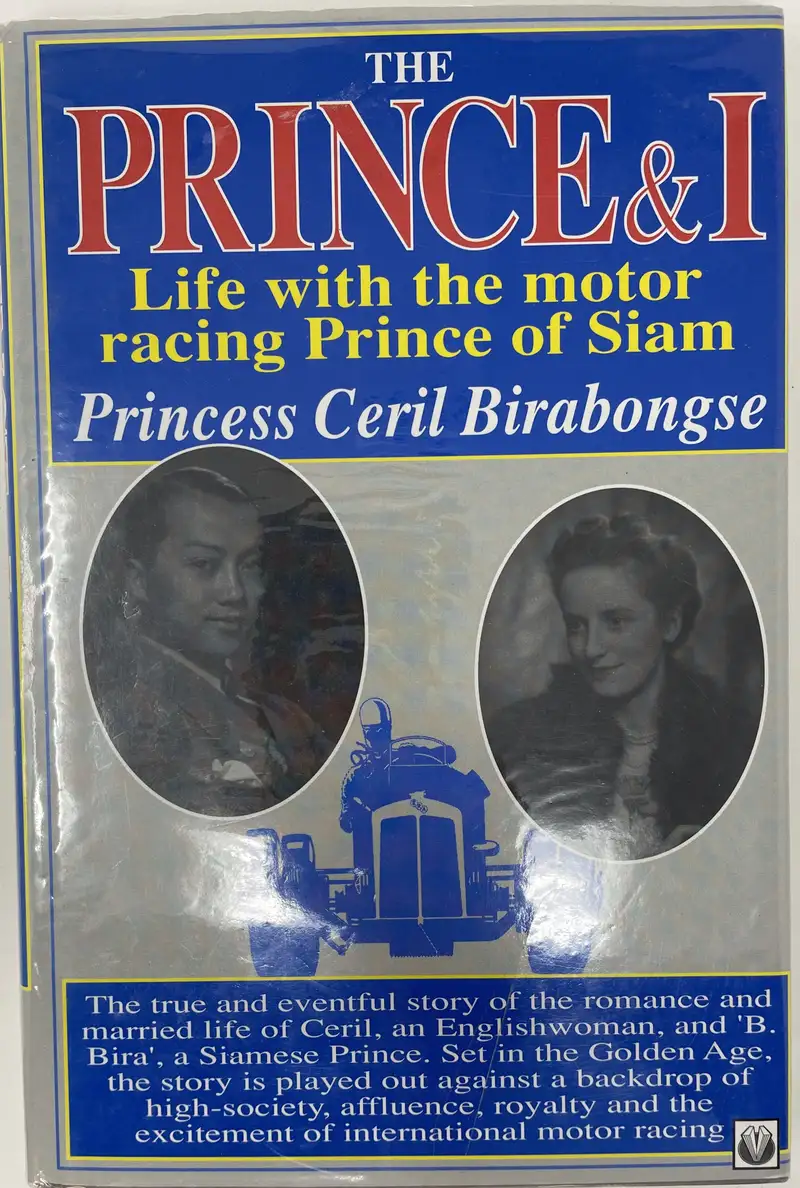 THE
PRINCE & I
Life with the motor
racing Prince of Siam
Princess Ceril Birabongse
The true and eventful story of the romance and
married life of Ceril, an Englishwoman, and 'B.
Bira', a Siamese Prince. Set in the Golden Age,
the story is played out against a backdrop of
high-society, affluence, royalty and the
excitement of international motor racing